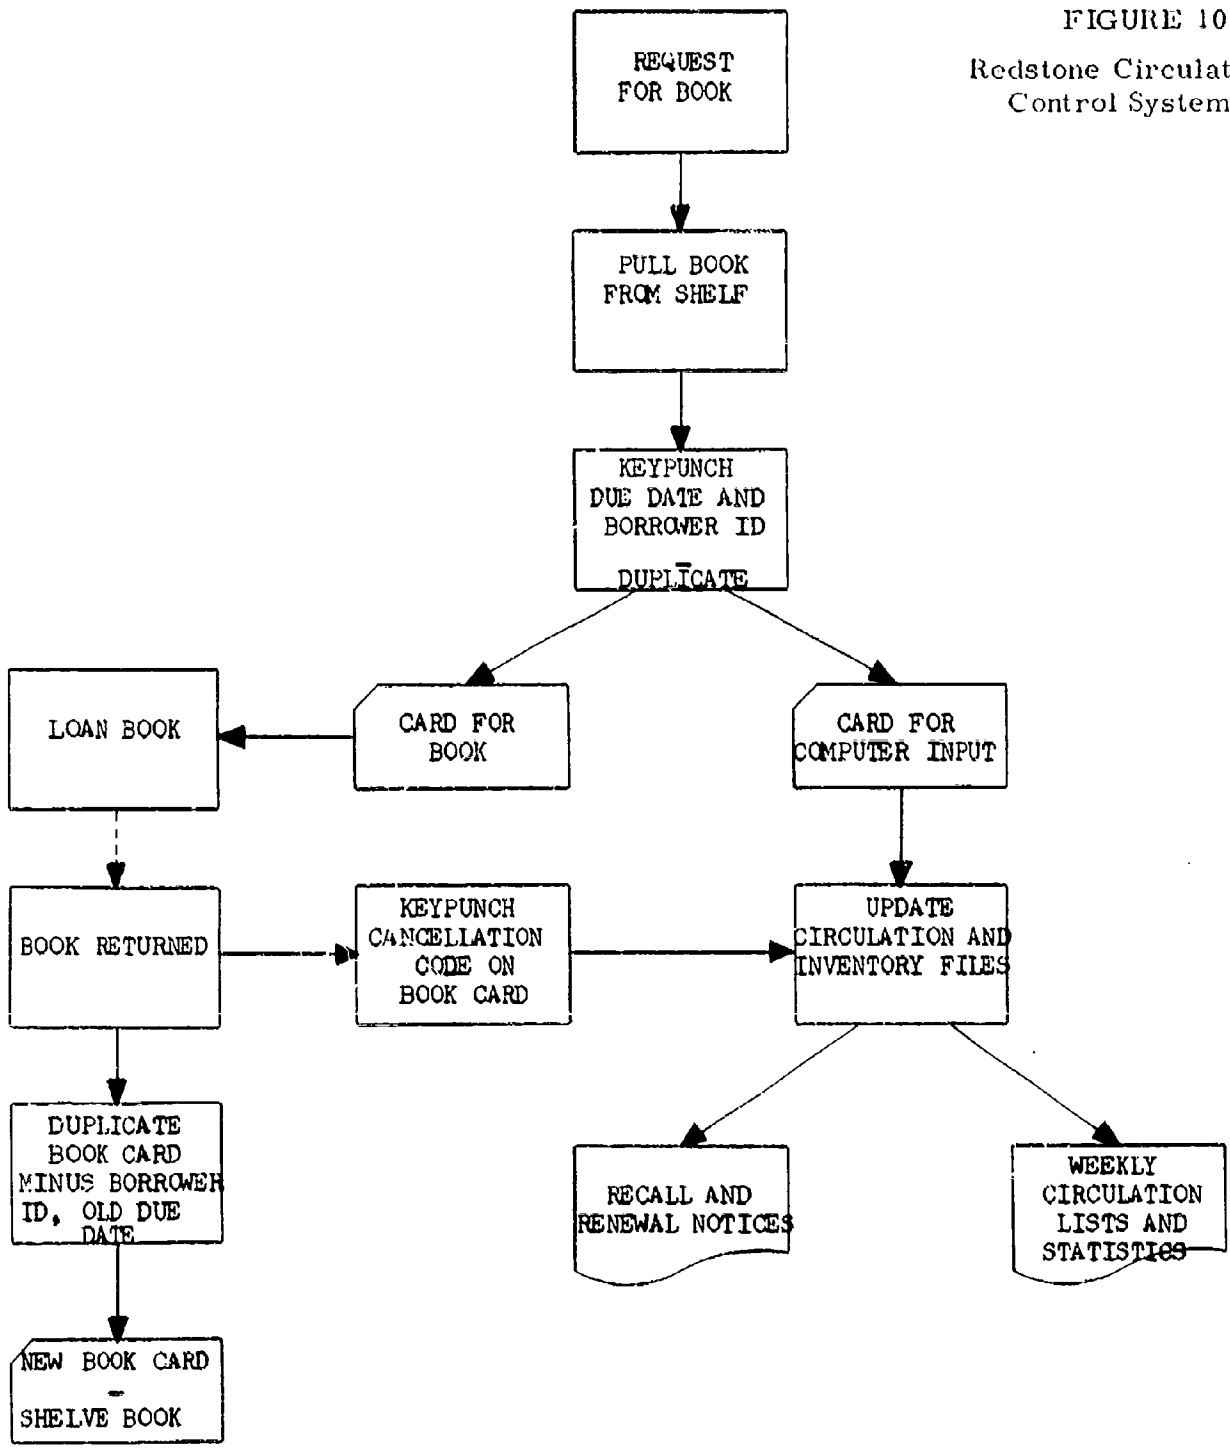 FIGURE 10
Redstone Circulat
Control System
REQUEST
FOR BOOK
PULL BOOK
FROM SHELF
KEYPUNCH
DUE DATE AND
BORROWER ID
-
DUPLICATE
LOAN BOOK
CARD FOR
BOOK
CARD FOR
COMPUTER INPUT
BOOK RETURNED
KEYPUNCH
CANCELLATION
CODE ON
BOOK CARD
UPDATE
CIRCULATION AND
INVENTORY FILES
DUPLICATE
BOOK CARD
MINUS BORROWER
ID, OLD DUE
DATE
RECALL AND
RENEWAL NOTICES
WEEKLY
CIRCULATION
LISTS AND
STATISTICS
NEW BOOK CARD
-
SHELVE BOOK